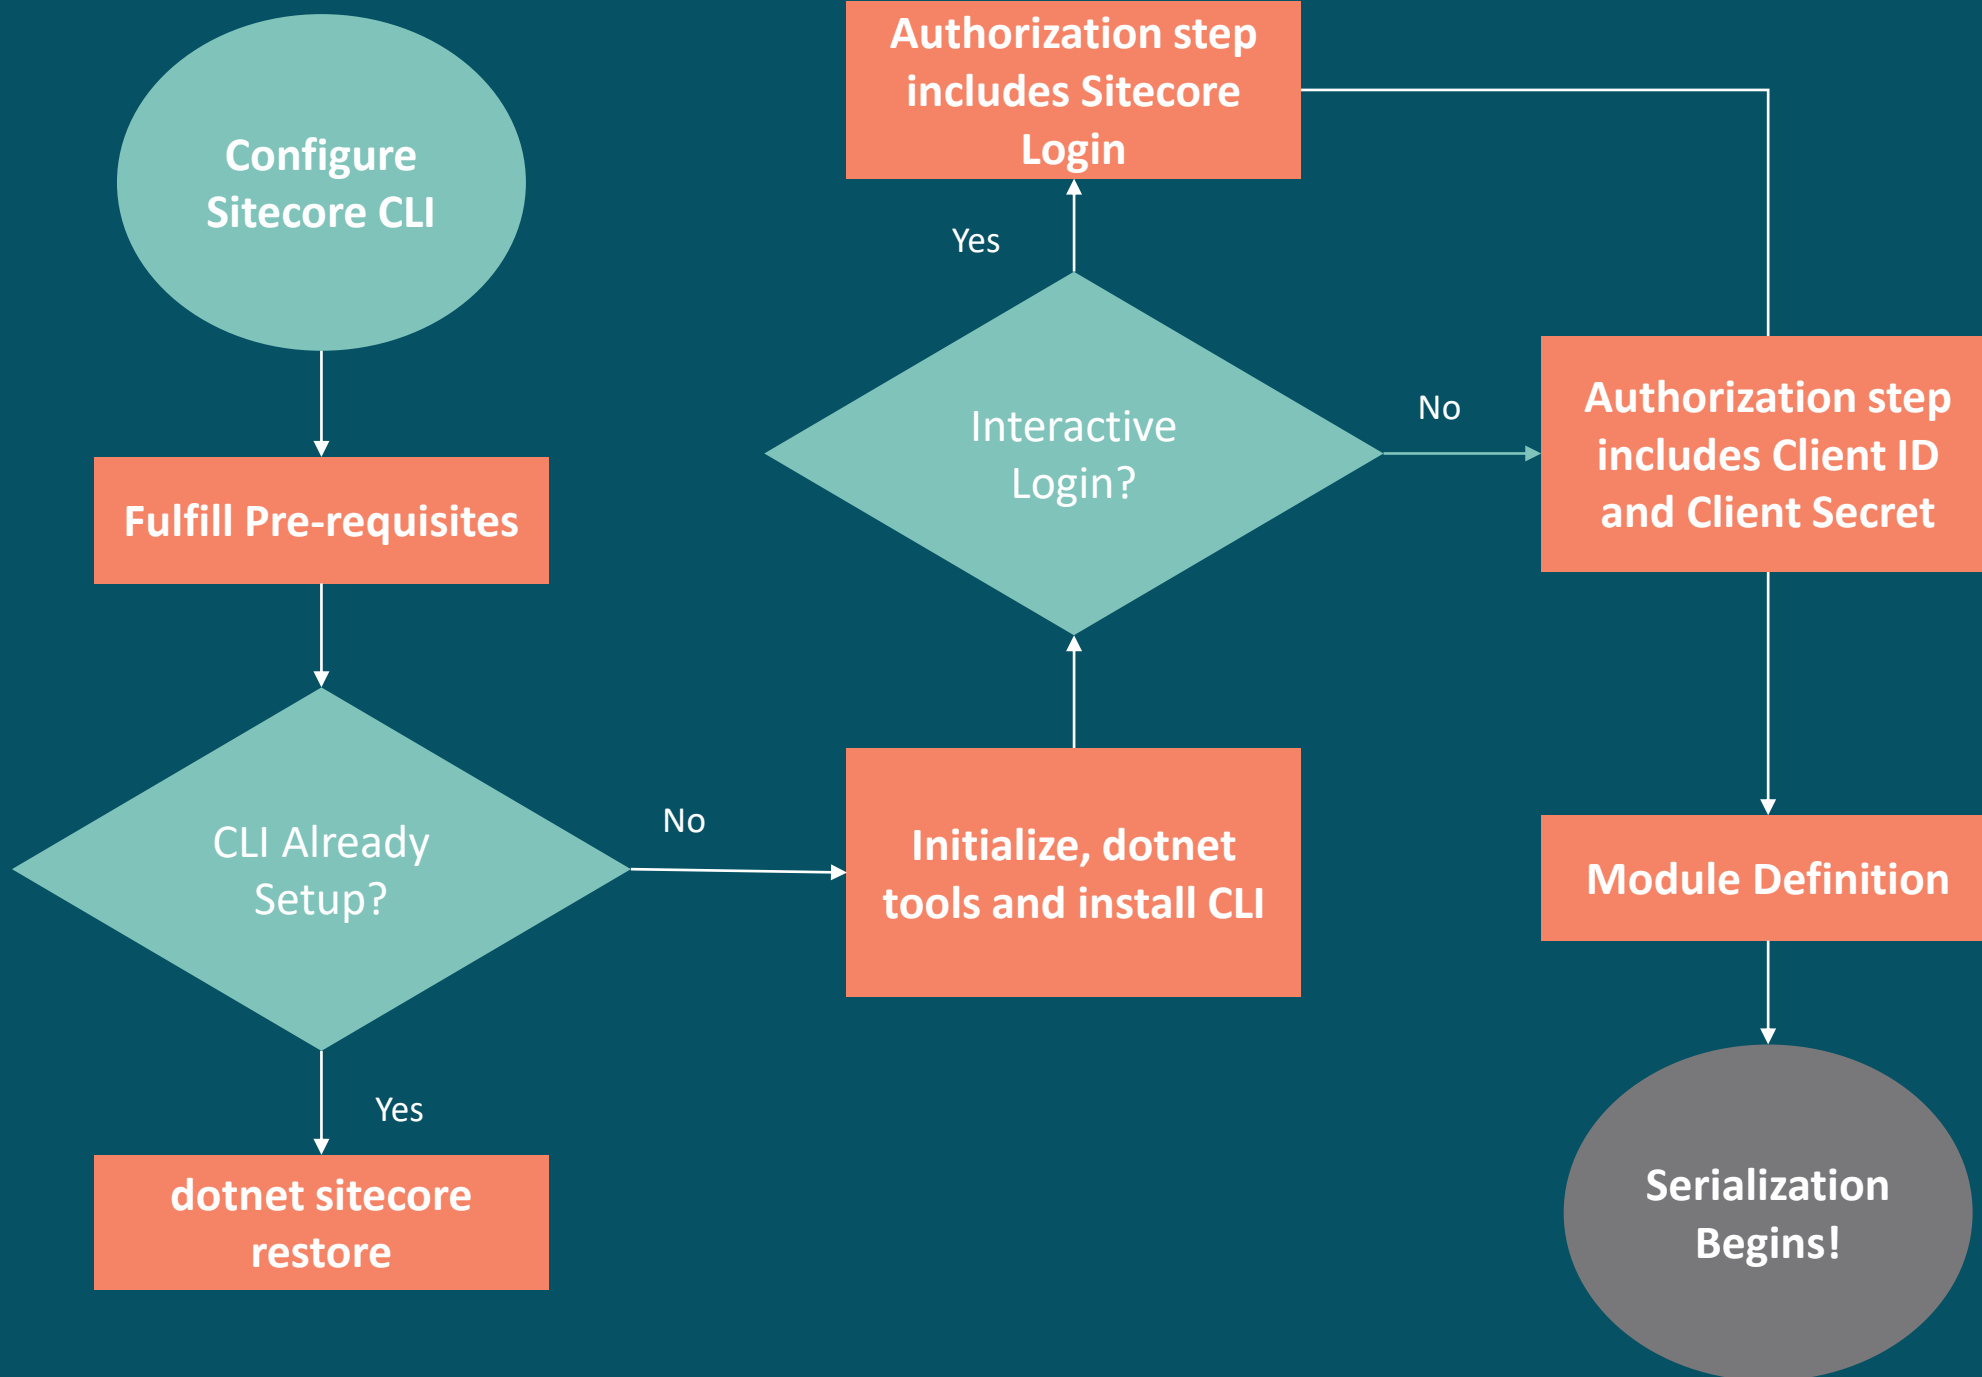 Configure
Sitecore CLI
Fulfill Pre-requisites
CLI Already
Setup?
No
Yes
dotnet sitecore
restore
Initialize, dotnet
tools and install CLI
Interactive
Login?
Yes
No
Authorization step
includes Sitecore
Login
Authorization step
includes Client ID
and Client Secret
Module Definition
Serialization
Begins!